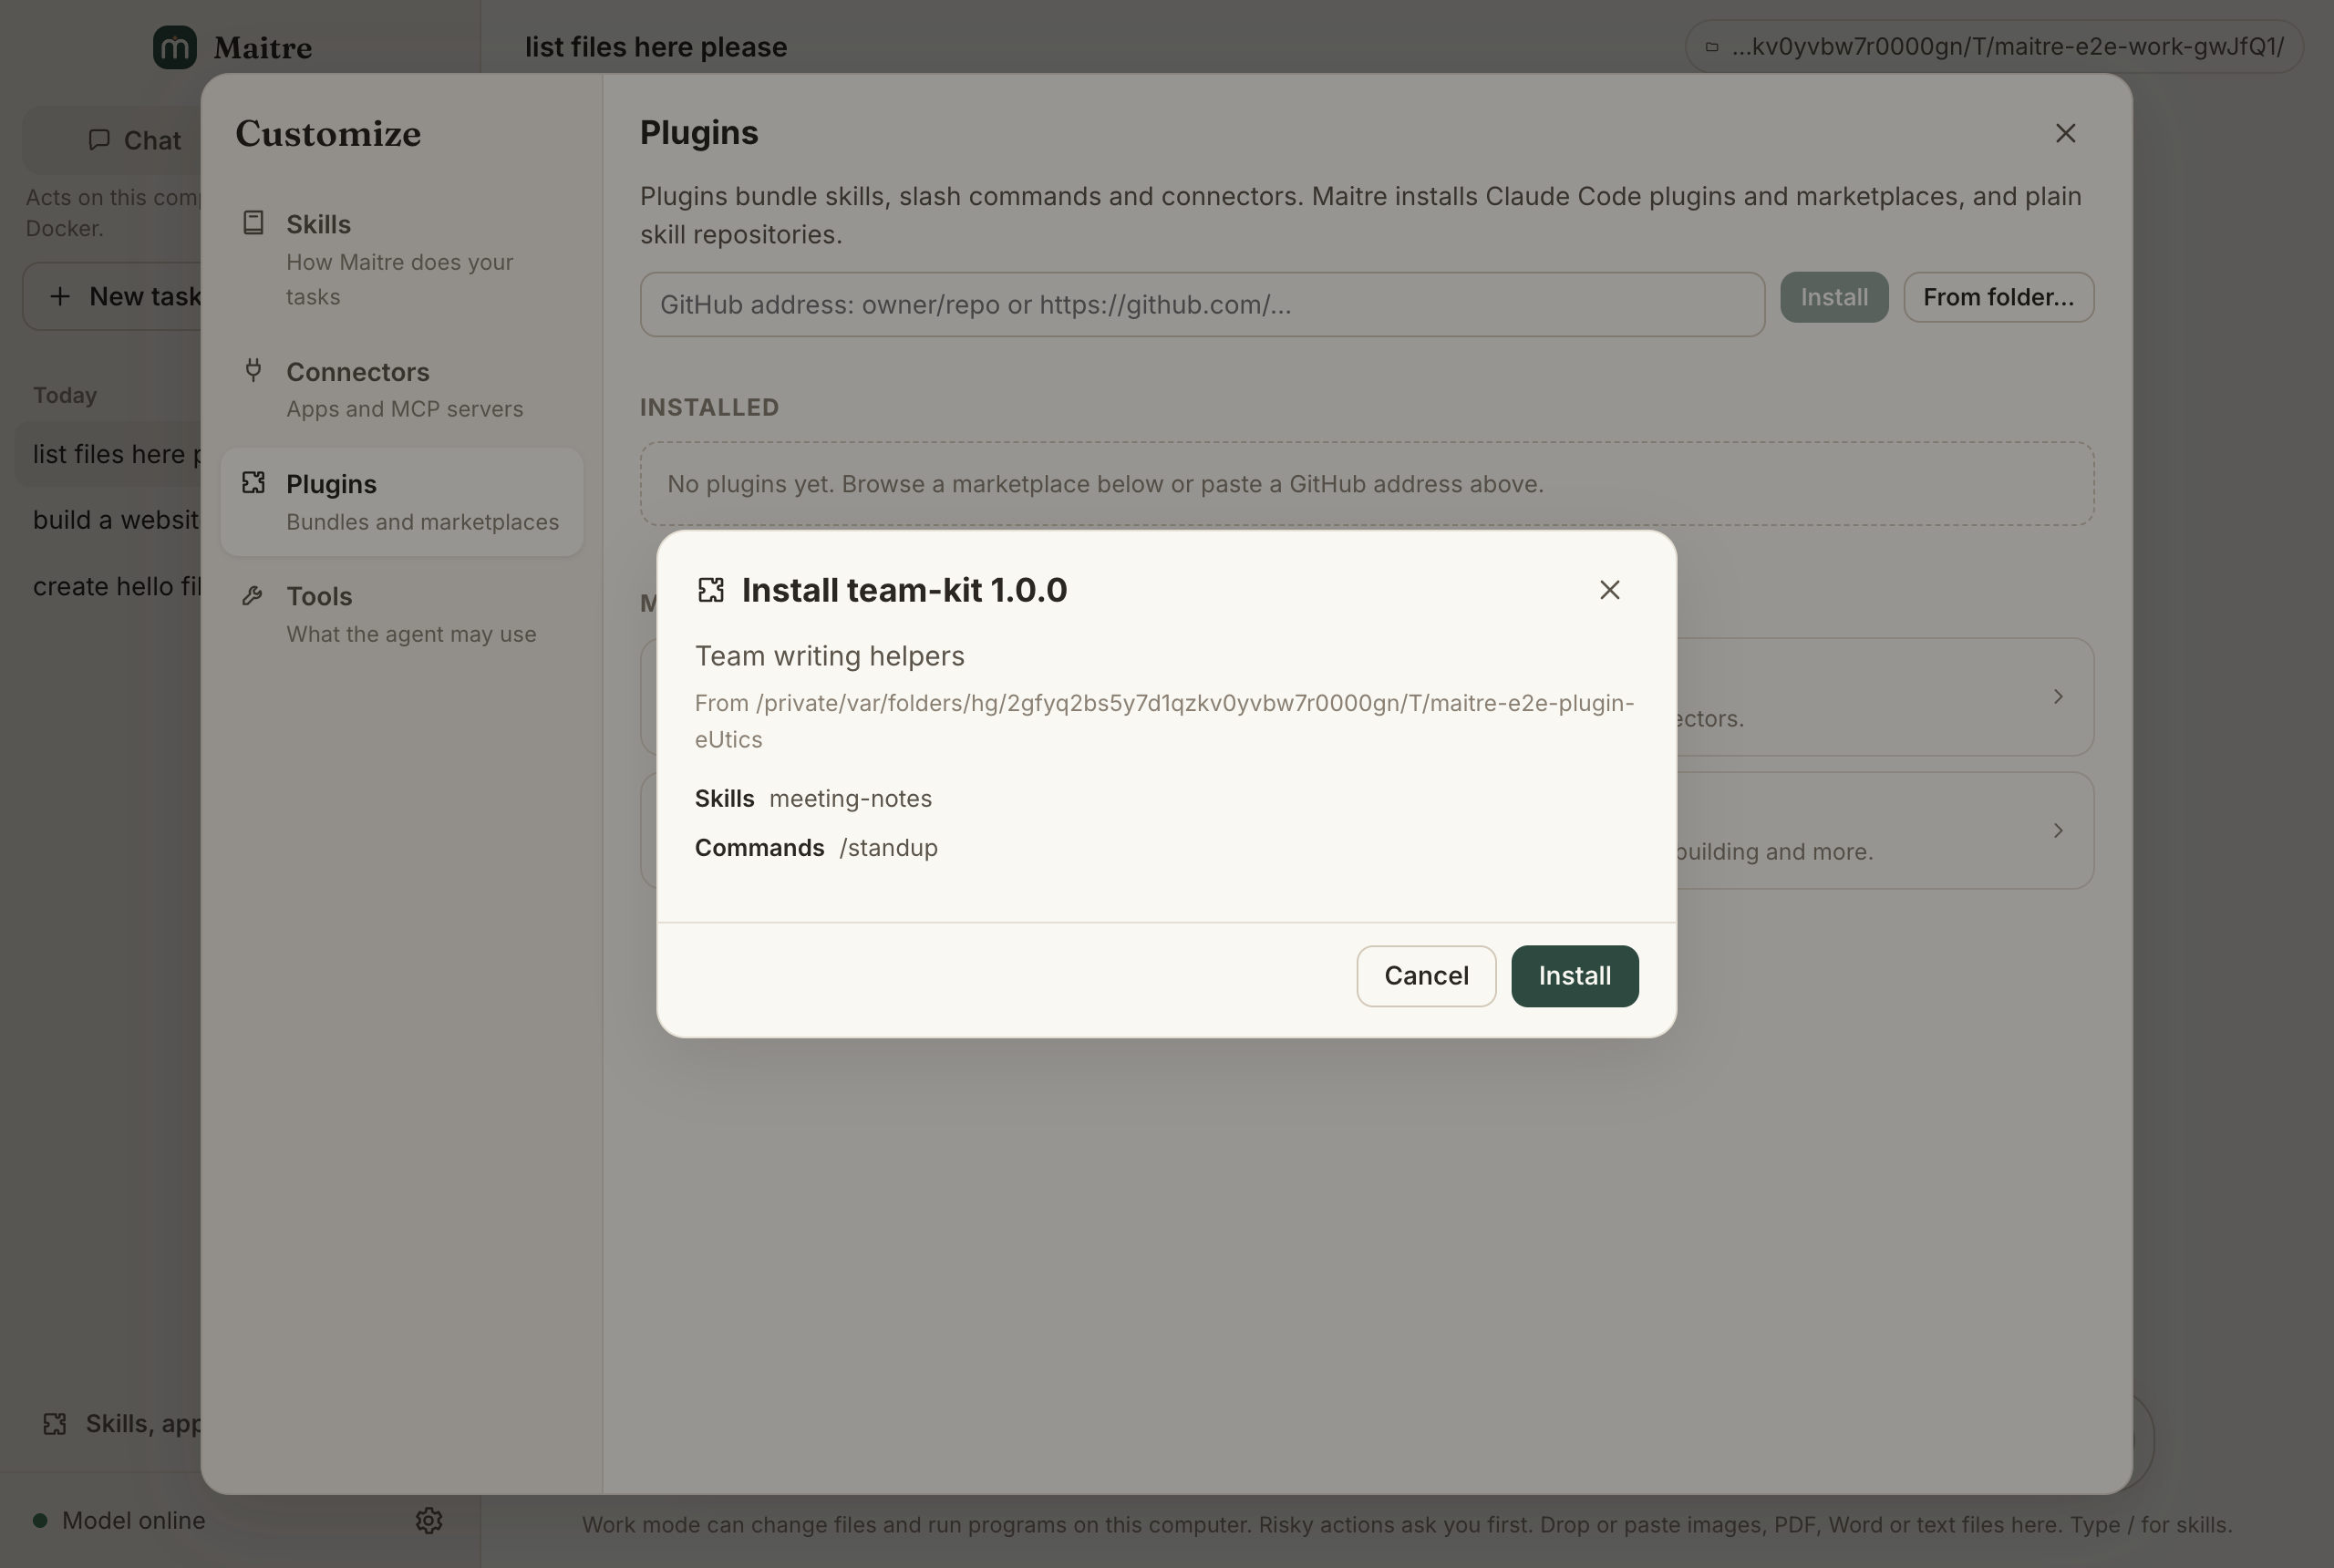 Maitre
list files here please
...kv0yvbw7r0000gn/T/maitre-e2e-work-gwJfQ1/
Chat
Acts on this
Docker.
New task
Today
list files here
build a
create hello
Skills,
Model online
Customize
Skills
How Maitre does your
tasks
Connectors
Apps and MCP servers
Plugins
Bundles and marketplaces
Tools
What the agent may use
Plugins
Plugins bundle skills, slash commands and connectors. Maitre installs Claude Code plugins and marketplaces, and plain
skill repositories.
GitHub address: owner/repo or https://github.com/...
Install
From folder...
INSTALLED
No plugins yet. Browse a marketplace below or paste a GitHub address above.
building and more.
Install team-kit 1.0.0
Team writing helpers
From /private/var/folders/hg/2gfyq2bs5y7d1qzkv0yvbw7r0000gn/T/maitre-e2e-plugin-
eUtics
Skills meeting-notes
Commands /standup
Cancel
Install
Work mode can change files and run programs on this computer. Risky actions ask you first. Drop or paste images, PDF, Word or text files here. Type / for skills.